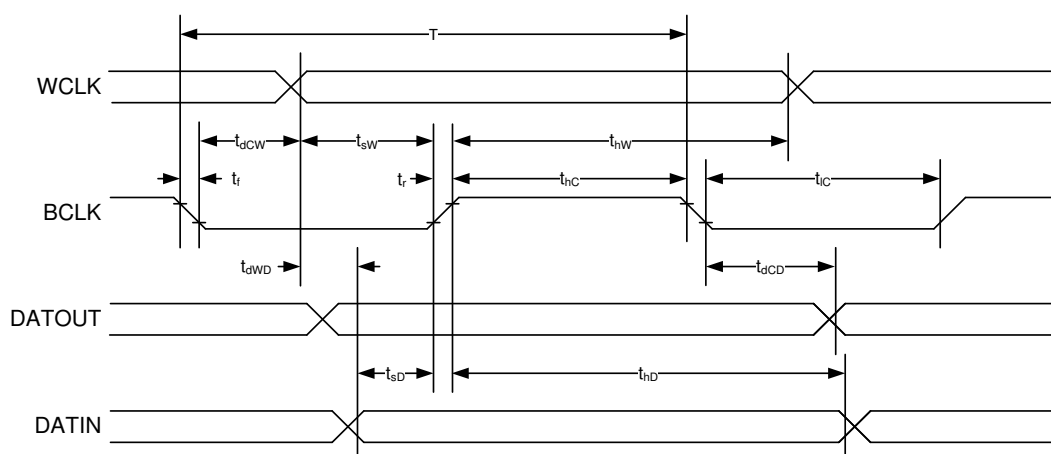 T
WCLK
tdCW
tsW
thW
tf
tr
thC
tlC
BCLK
tdWD
tdCD
DATOUT
tsD
thD
DATIN